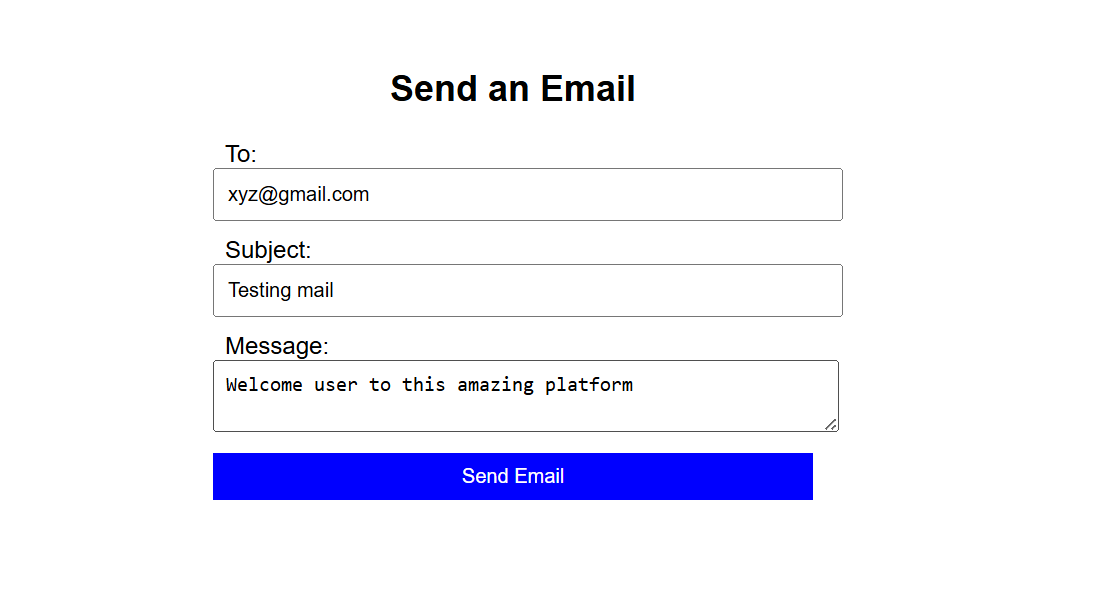 Send an Email
To:
xyz@gmail.com
Subject:
Testing mail
Message:
Welcome user to this amazing platform
Send Email